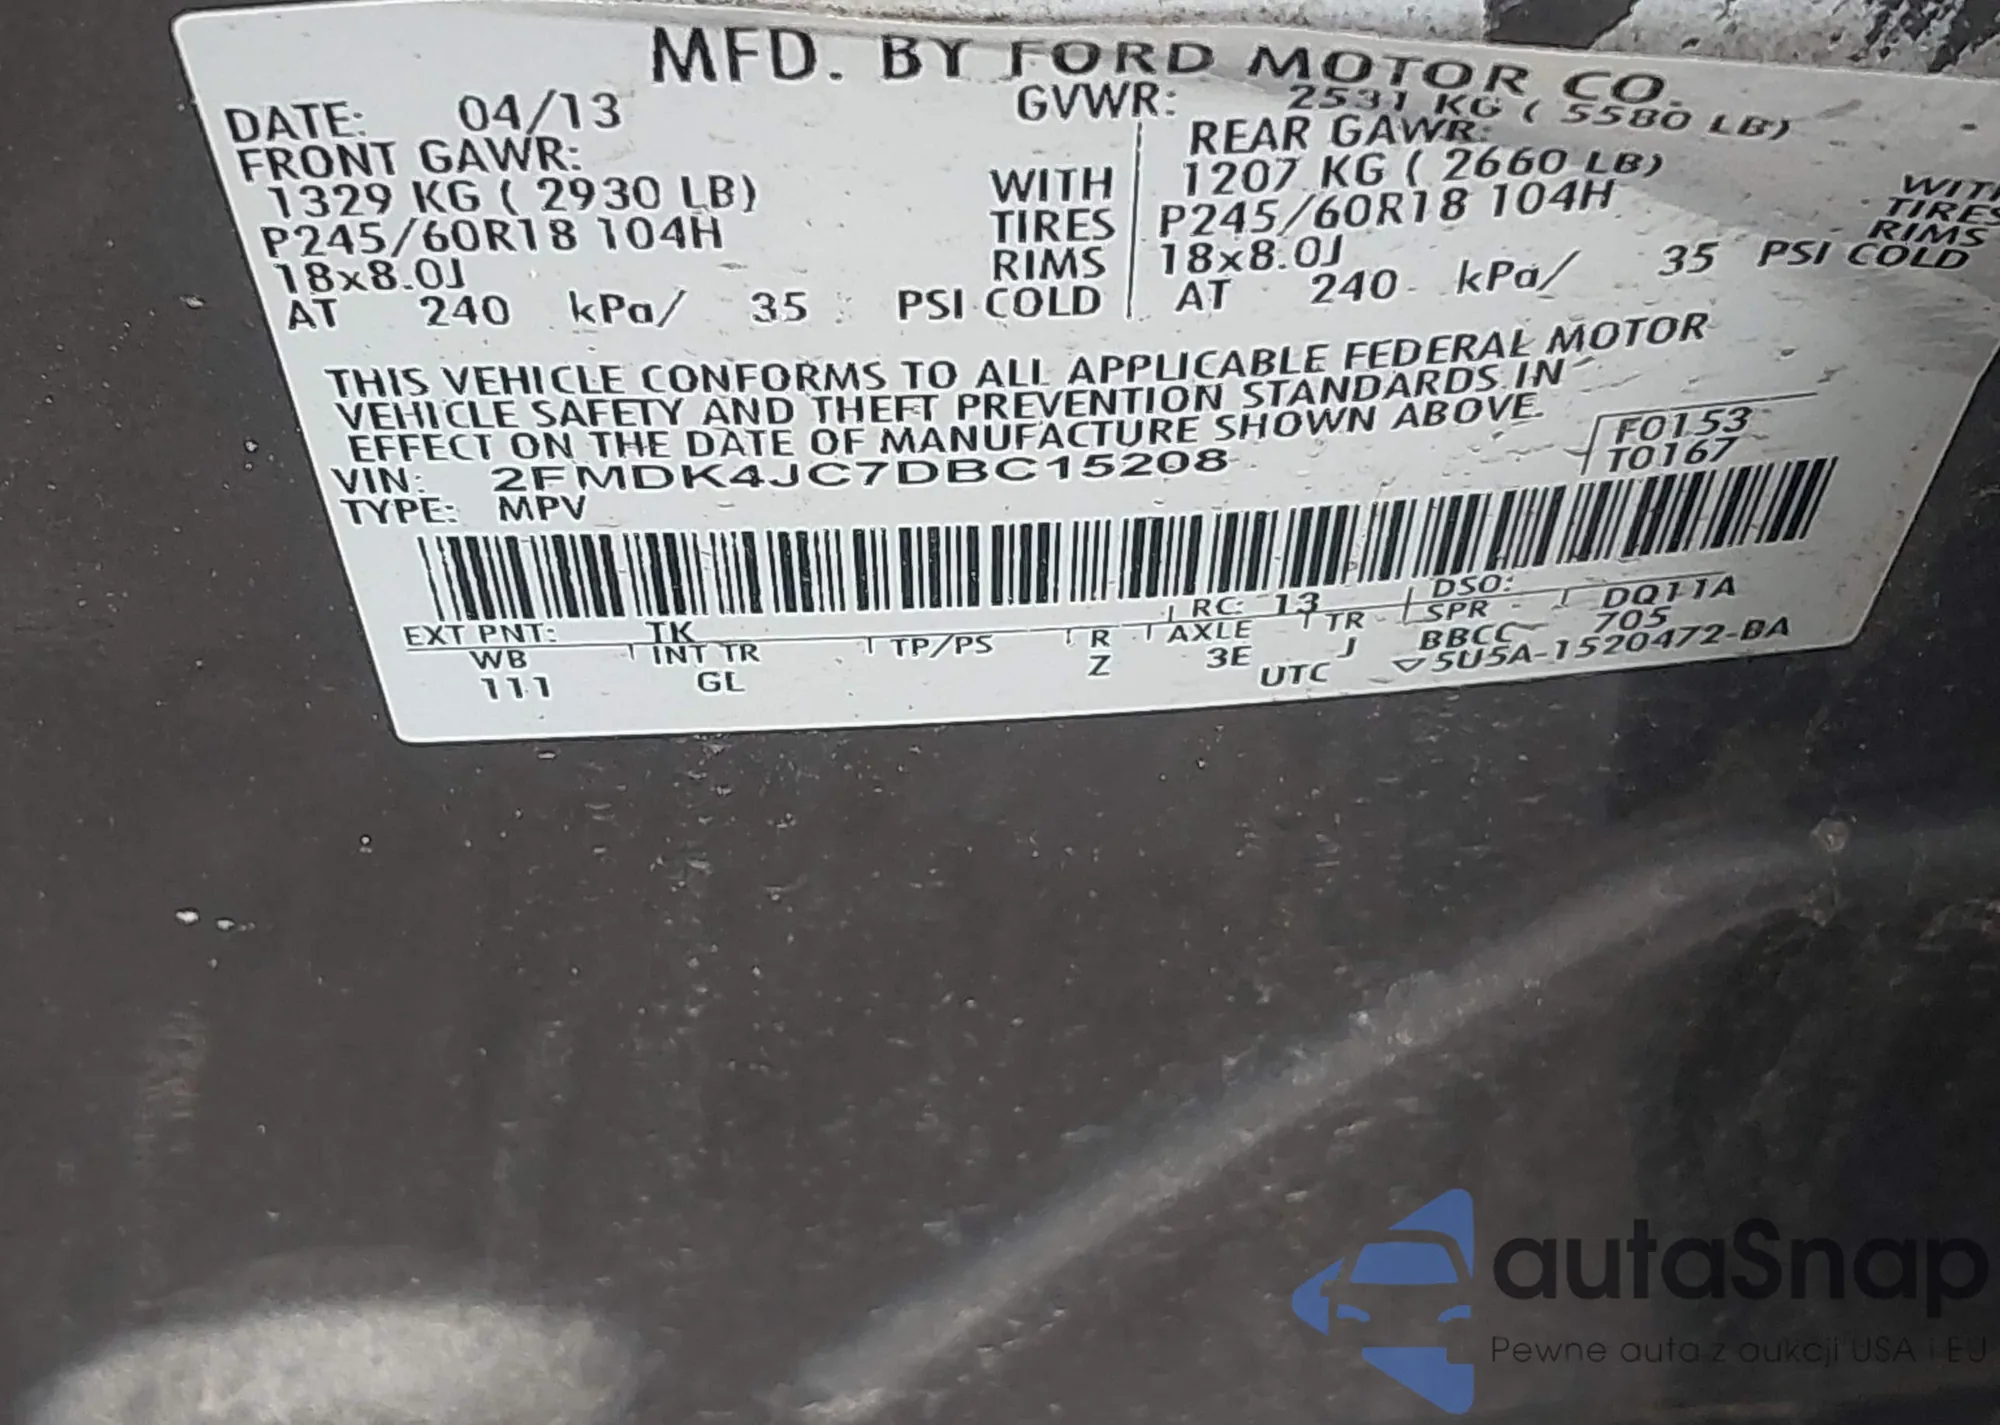 MFD. BY FORD MOTOR CO.
DATE: 04/13 GVWR: 2531 KG ( 5580 LB)
FRONT GAWR: REAR GAWR:
1329 KG ( 2930 LB) WITH 1207 KG ( 2660 LB) WITH
P245/60R18 104H TIRES P245/60R18 104H TIRES
18x8.0J RIMS 18x8.0J RIMS
AT 240 kPa/ 35 PSI COLD AT 240 kPa/ 35 PSI COLD
THIS VEHICLE CONFORMS TO ALL APPLICABLE FEDERAL MOTOR
VEHICLE SAFETY AND THEFT PREVENTION STANDARDS IN
EFFECT ON THE DATE OF MANUFACTURE SHOWN ABOVE.
VIN: 2FMDK4JC7DBC15208 F0153
TYPE: MPV T0167
EXT PNT: TK RC: 13 DSO: DQ11A
WB INT TR TP/PS R AXLE TR SPR 705
111 GL Z 3E J BBCC
UTC ▽5U5A-1520472-BA
autaSnap
Pewne auta z aukcji USA i EU